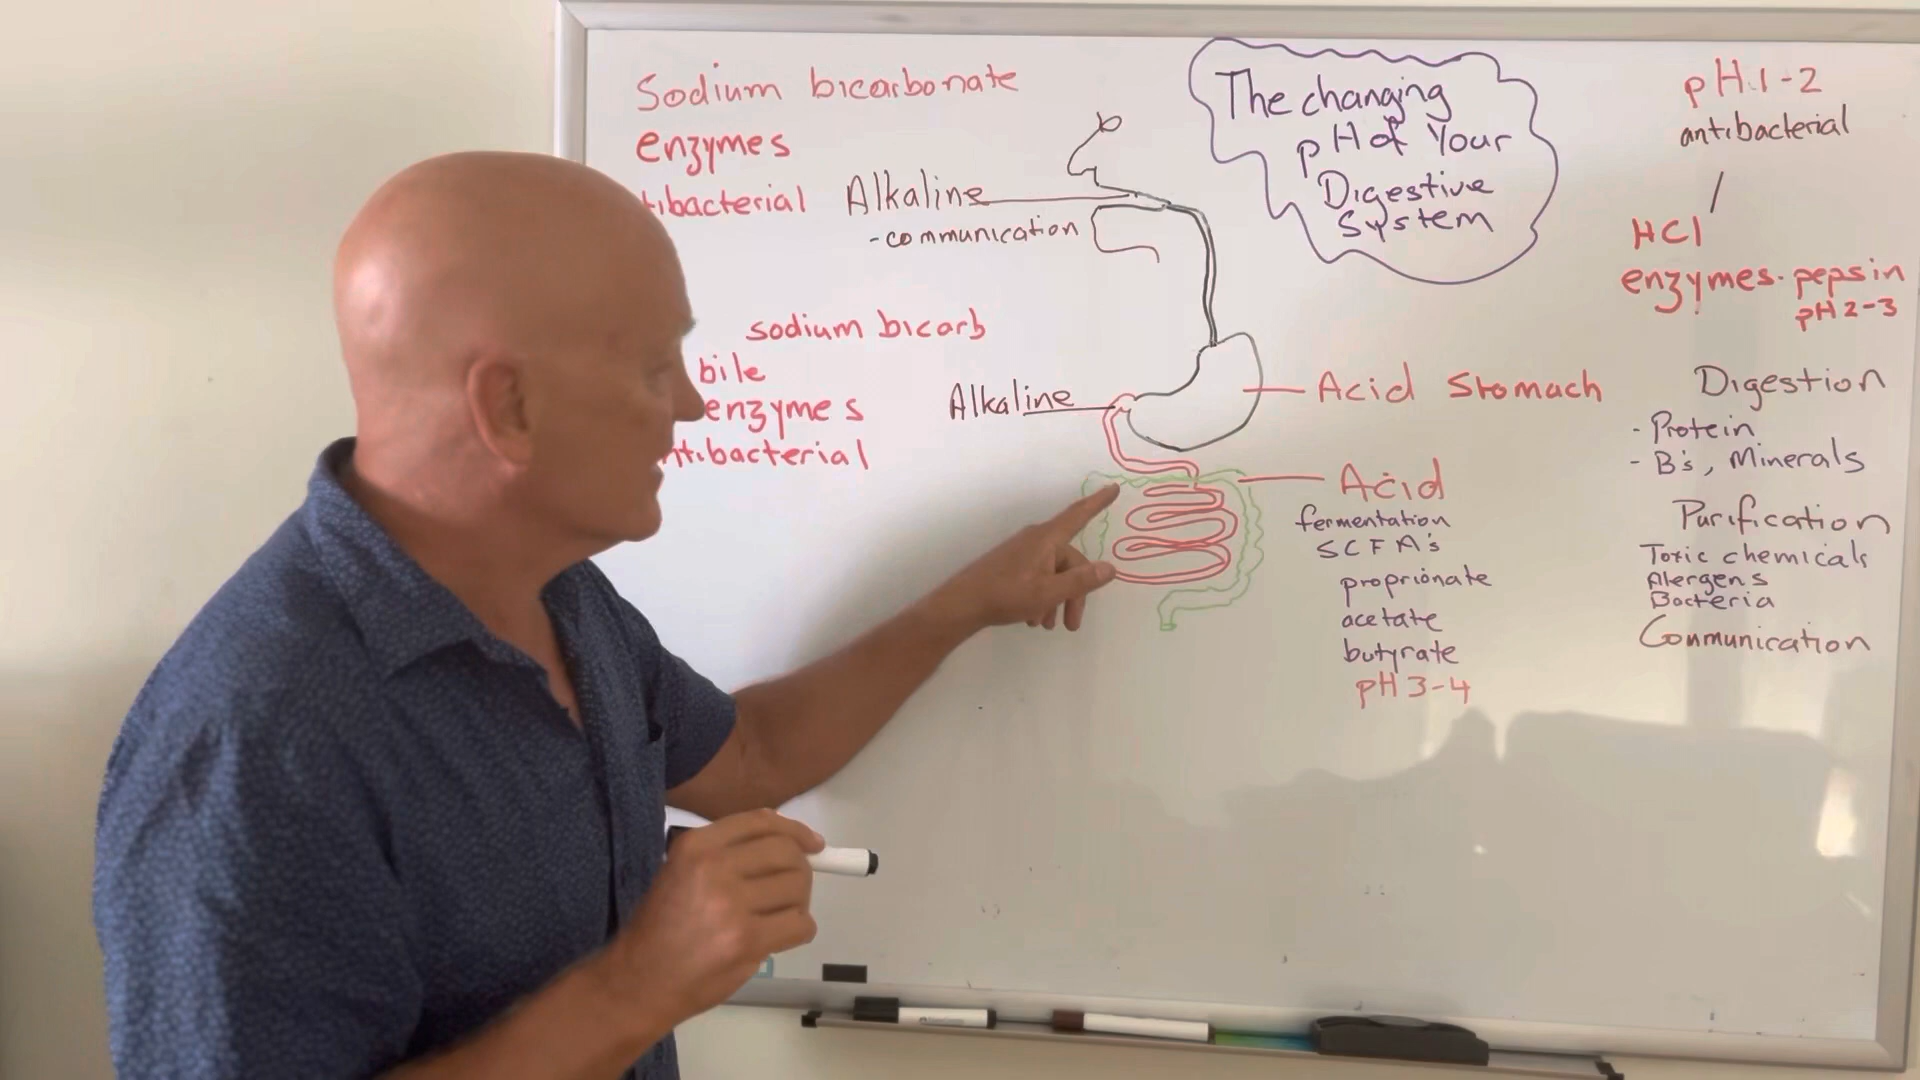 Sodium bicarbonate
enzymes
tibacterial
Alkaline
-communication
sodium bicarb
bile
enzymes
ntibacterial
Alkaline
The changing
pH of Your
Digestive
System
Acid Stomach
Acid
fermentation
SCFA's
proprionate
acetate
butyrate
pH 3-4
pH.1-2
antibacterial
HCl
enzymes.pepsin
pH 2-3
Digestion
- Protein
- B's, Minerals
Purification
Toxic chemicals
Alergens
Bacteria
Communication